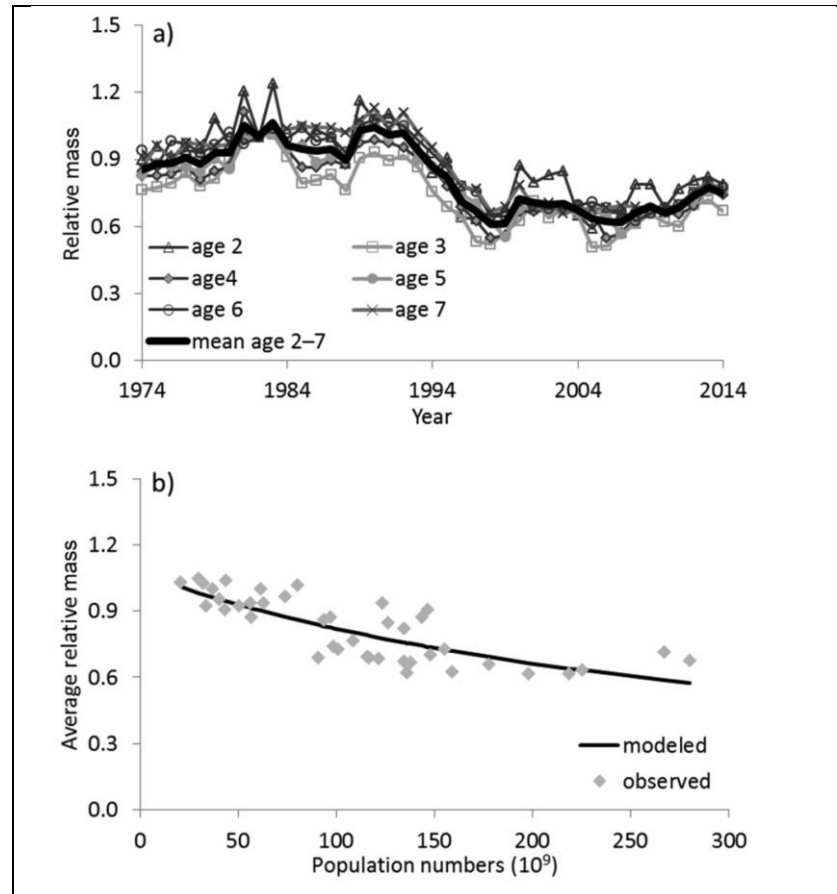 a)
1.5
1.2
0.9
0.6
0.3
0.0
Relative mass
age 2 age 3
age4 age 5
age 6 age 7
mean age 2–7
1974 1984 1994 2004 2014
Year
b)
1.5
1.2
0.9
0.6
0.3
0.0
Average relative mass
modeled
observed
0 50 100 150 200 250 300
Population numbers (10⁹)